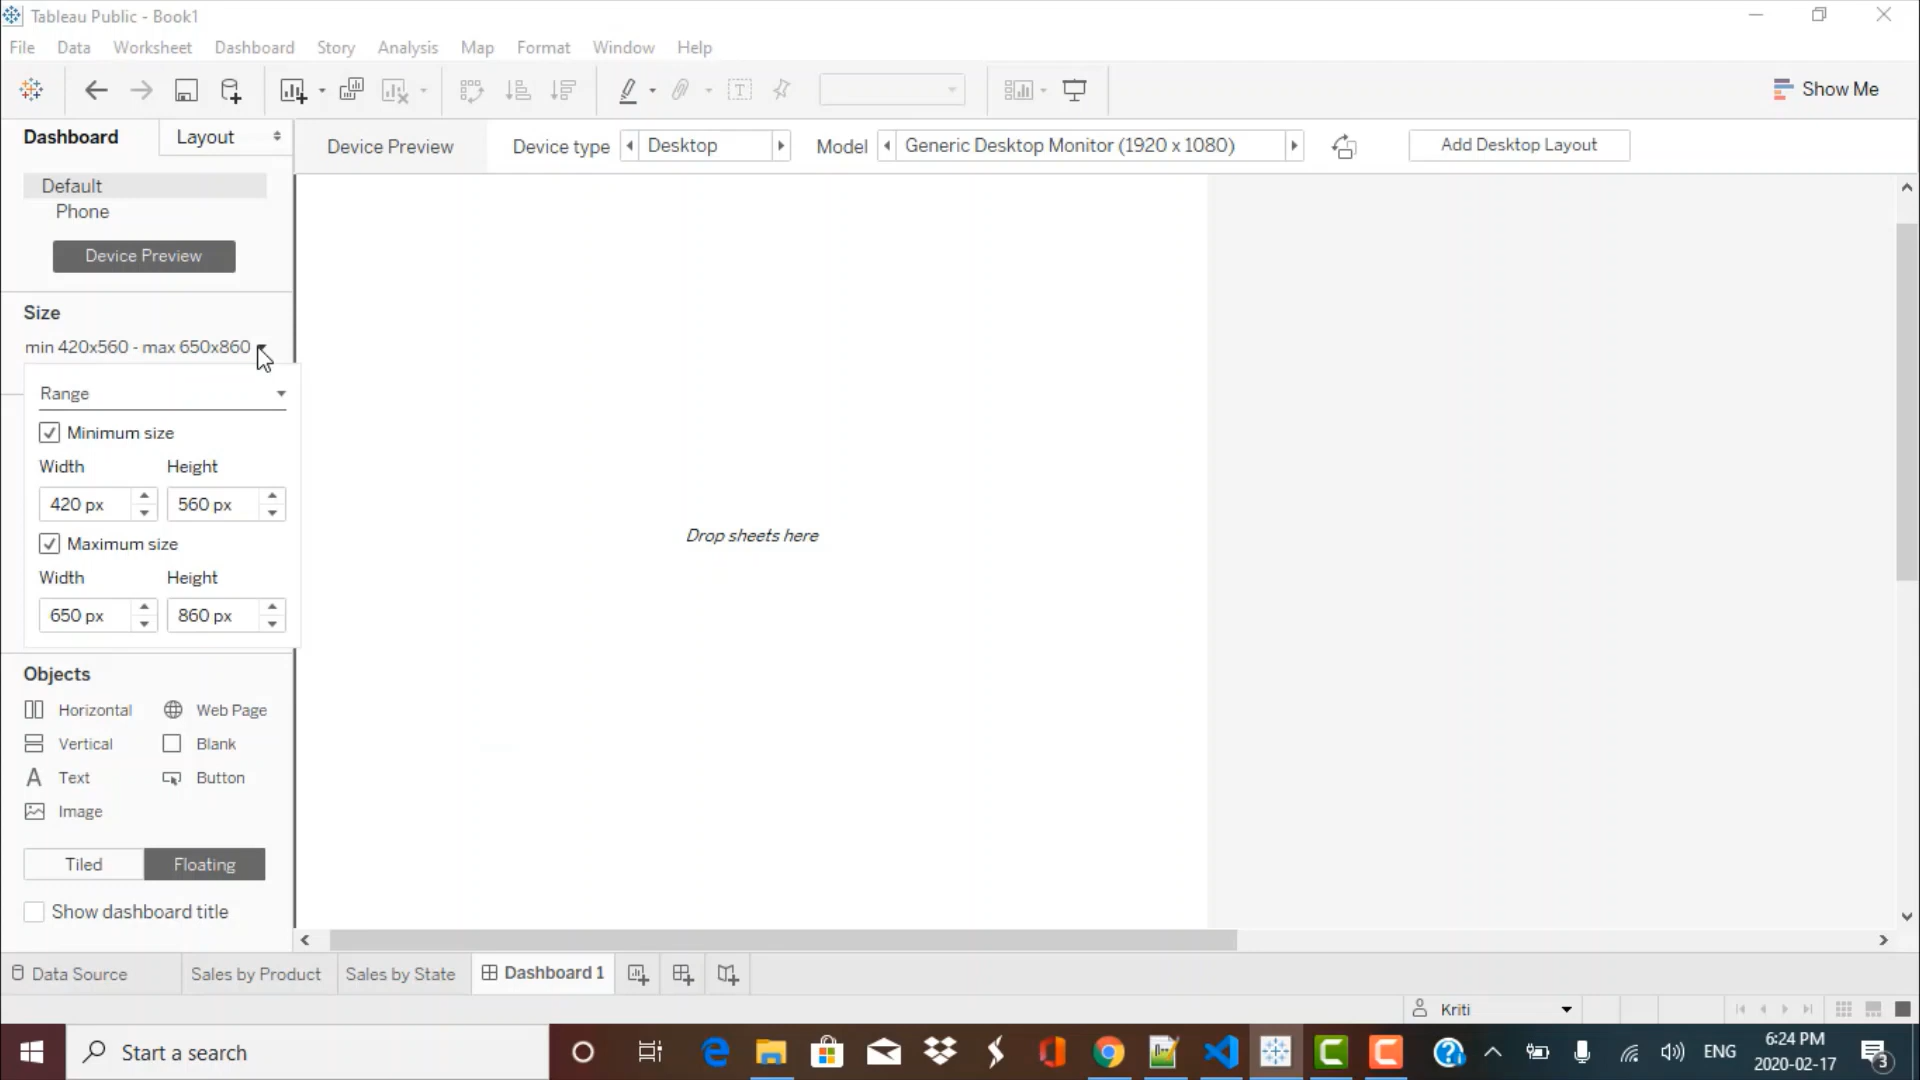 Tableau Public - Book1
File Data Worksheet Dashboard Story Analysis Map Format Window Help
Show Me
Dashboard Layout
Device Preview Device type Desktop Model Generic Desktop Monitor (1920 x 1080) Add Desktop Layout
Default
Phone
Device Preview
Size
min 420x560 - max 650x860
Range
Minimum size
Width Height
420 px 560 px
Maximum size
Width Height
650 px 860 px
Drop sheets here
Objects
Horizontal Web Page
Vertical Blank
Text Button
Image
Tiled Floating
Show dashboard title
Data Source Sales by Product Sales by State Dashboard 1
Kriti
Start a search
ENG
6:24 PM
2020-02-17
3